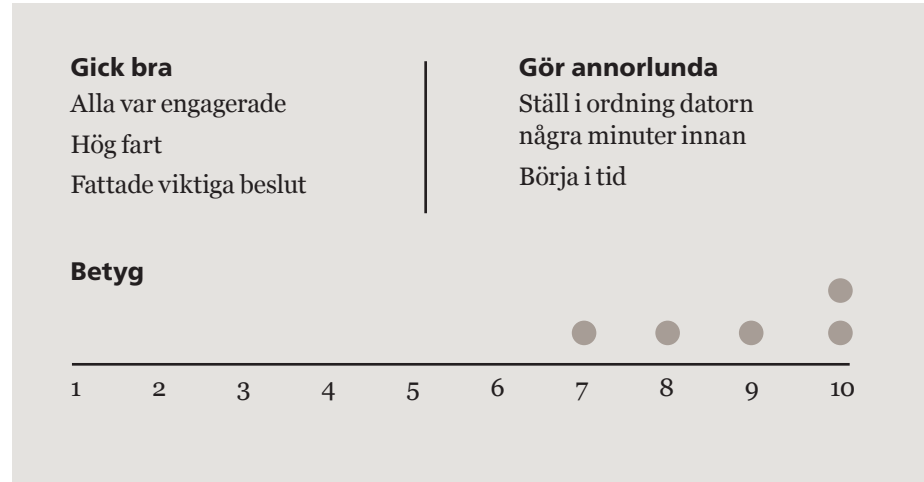 Gick bra
Alla var engagerade
Hög fart
Fattade viktiga beslut
Gör annorlunda
Ställ i ordning datorn
några minuter innan
Börja i tid
Betyg
1 2 3 4 5 6 7 8 9 10